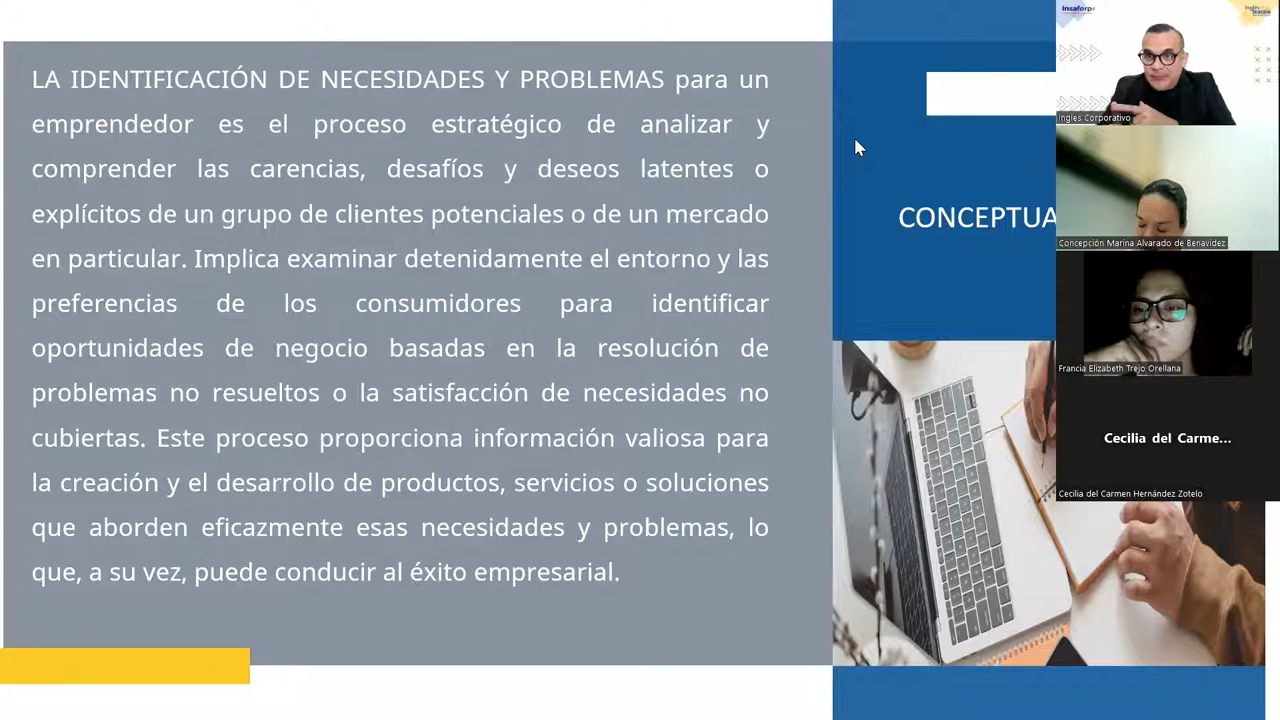 LA IDENTIFICACIÓN DE NECESIDADES Y PROBLEMAS para un
emprendedor es el proceso estratégico de analizar y
comprender las carencias, desafíos y deseos latentes o
explícitos de un grupo de clientes potenciales o de un mercado
en particular. Implica examinar detenidamente el entorno y las
preferencias de los consumidores para identificar
oportunidades de negocio basadas en la resolución de
problemas no resueltos o la satisfacción de necesidades no
cubiertas. Este proceso proporciona información valiosa para
la creación y el desarrollo de productos, servicios o soluciones
que aborden eficazmente esas necesidades y problemas, lo
que, a su vez, puede conducir al éxito empresarial.
CONCEPTUA
insaforp
Ingles Corporativo
Concepción Marina Alvarado de Benavidez
Francia Elizabeth Trejo Orellana
Cecilia del Carme...
Cecilia del Carmen Hernández Zotelo